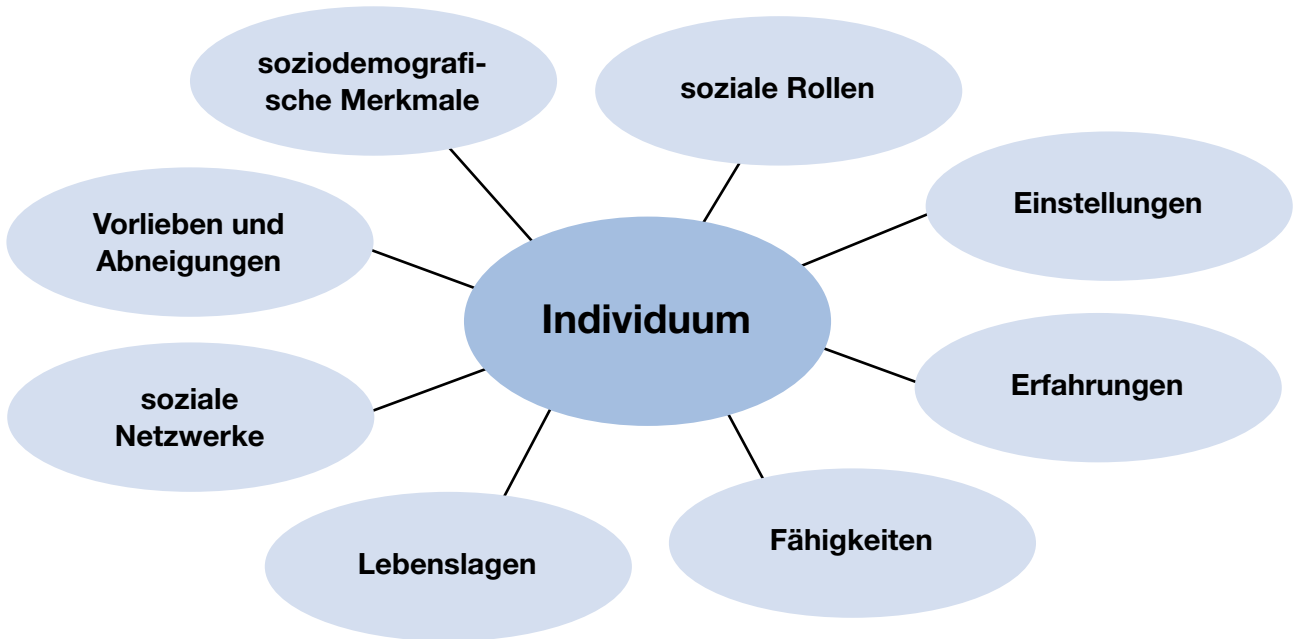 soziodemografi-
sche Merkmale
soziale Rollen
Einstellungen
Vorlieben und
Abneigungen
Individuum
Erfahrungen
soziale
Netzwerke
Fähigkeiten
Lebenslagen